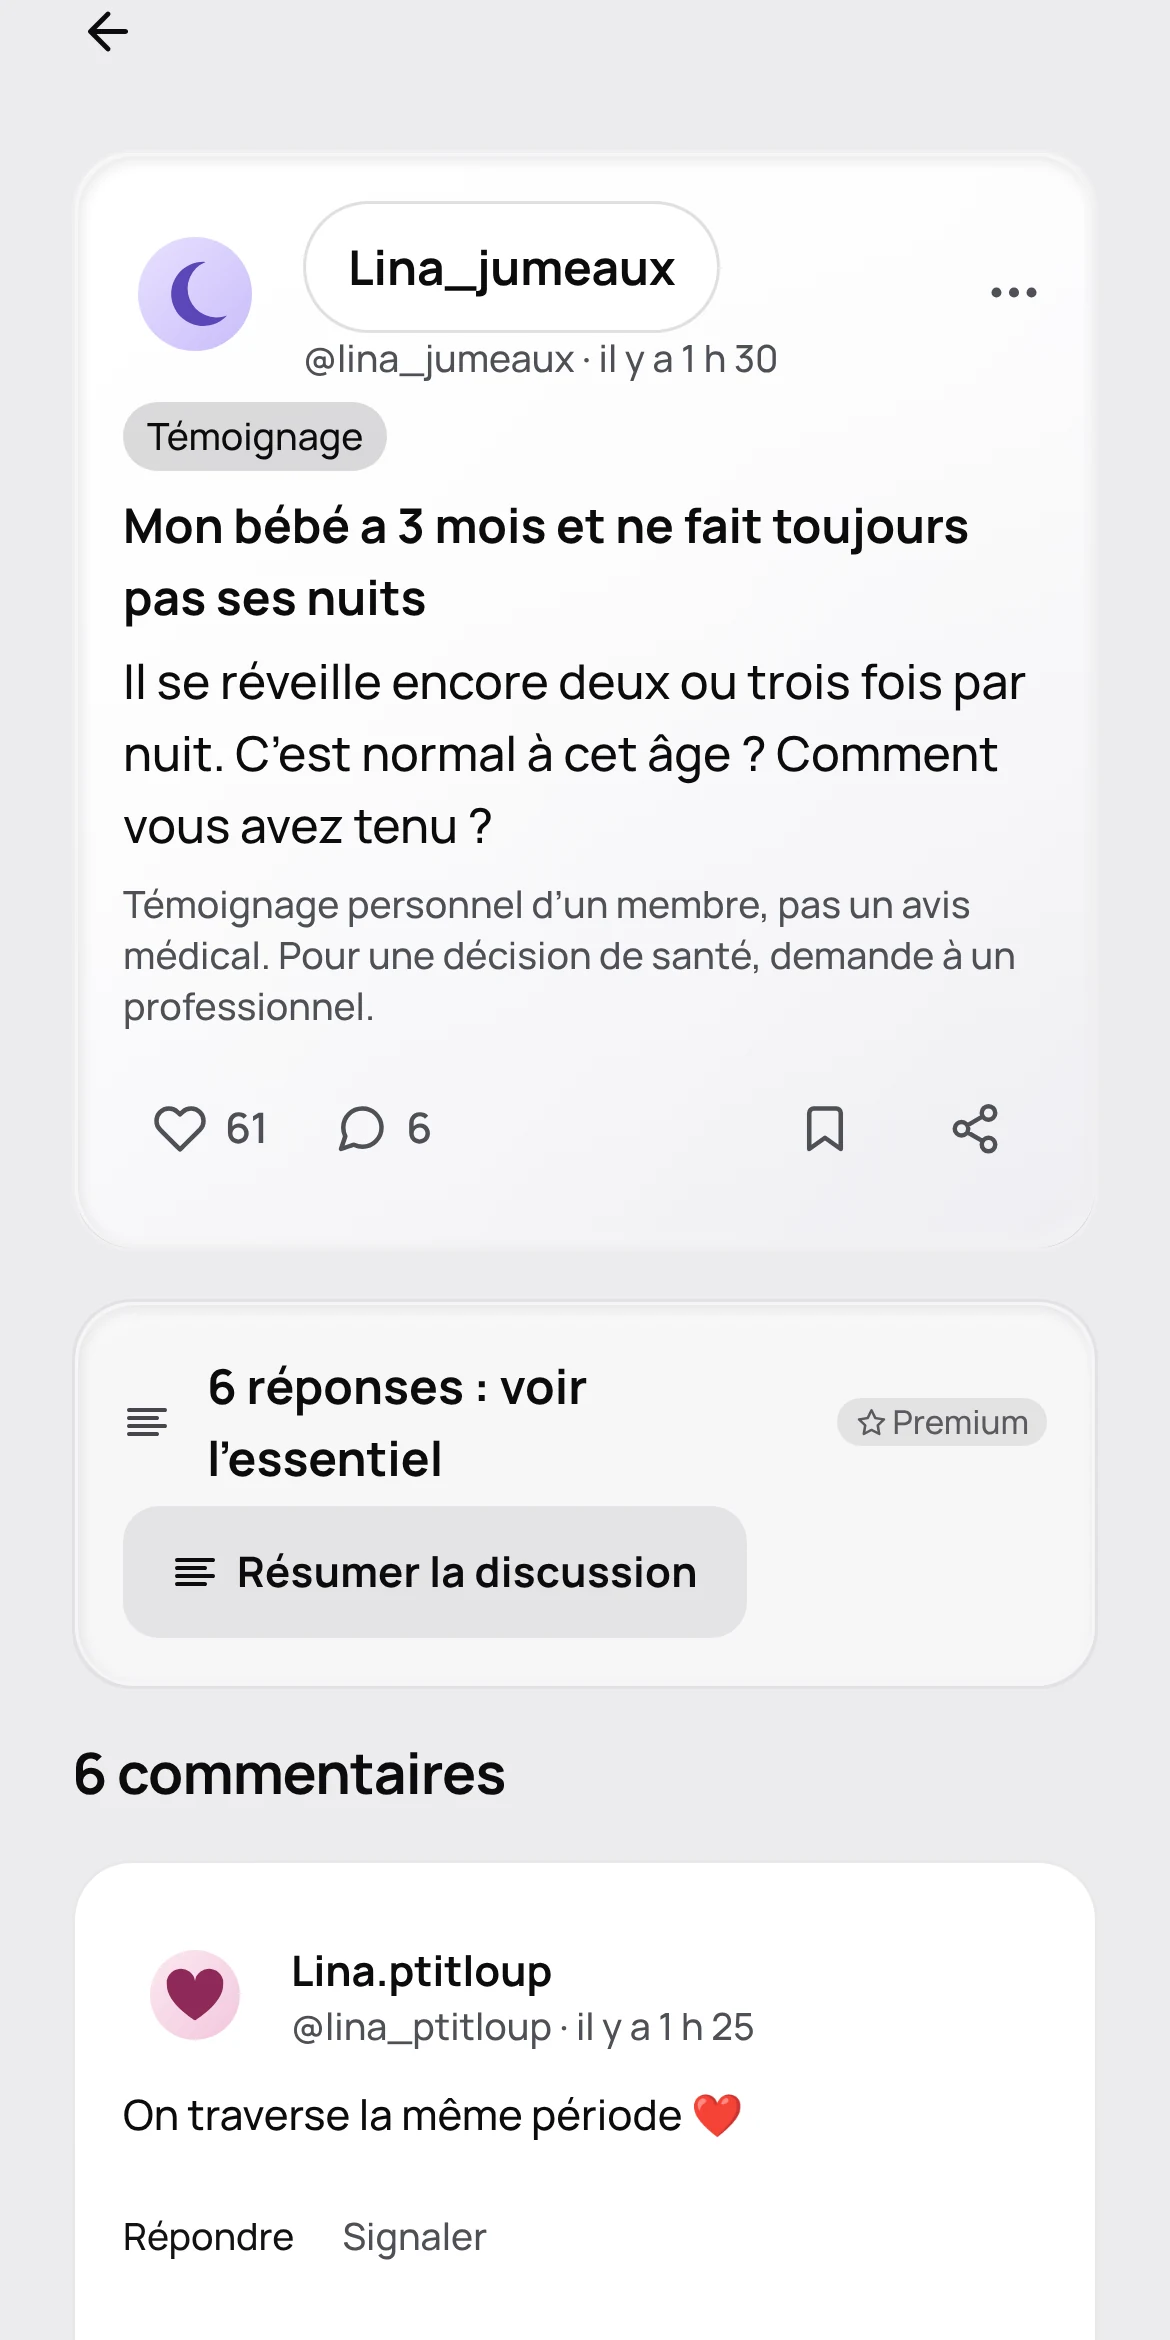 Lina_jumeaux
@lina_jumeaux · il y a 1 h 30
Témoignage
Mon bébé a 3 mois et ne fait toujours
pas ses nuits
Il se réveille encore deux ou trois fois par
nuit. C’est normal à cet âge ? Comment
vous avez tenu ?
Témoignage personnel d’un membre, pas un avis
médical. Pour une décision de santé, demande à un
professionnel.
61 6
6 réponses : voir
l’essentiel
Premium
Résumer la discussion
6 commentaires
Lina.ptitloup
@lina_ptitloup · il y a 1 h 25
On traverse la même période ❤️
Répondre Signaler